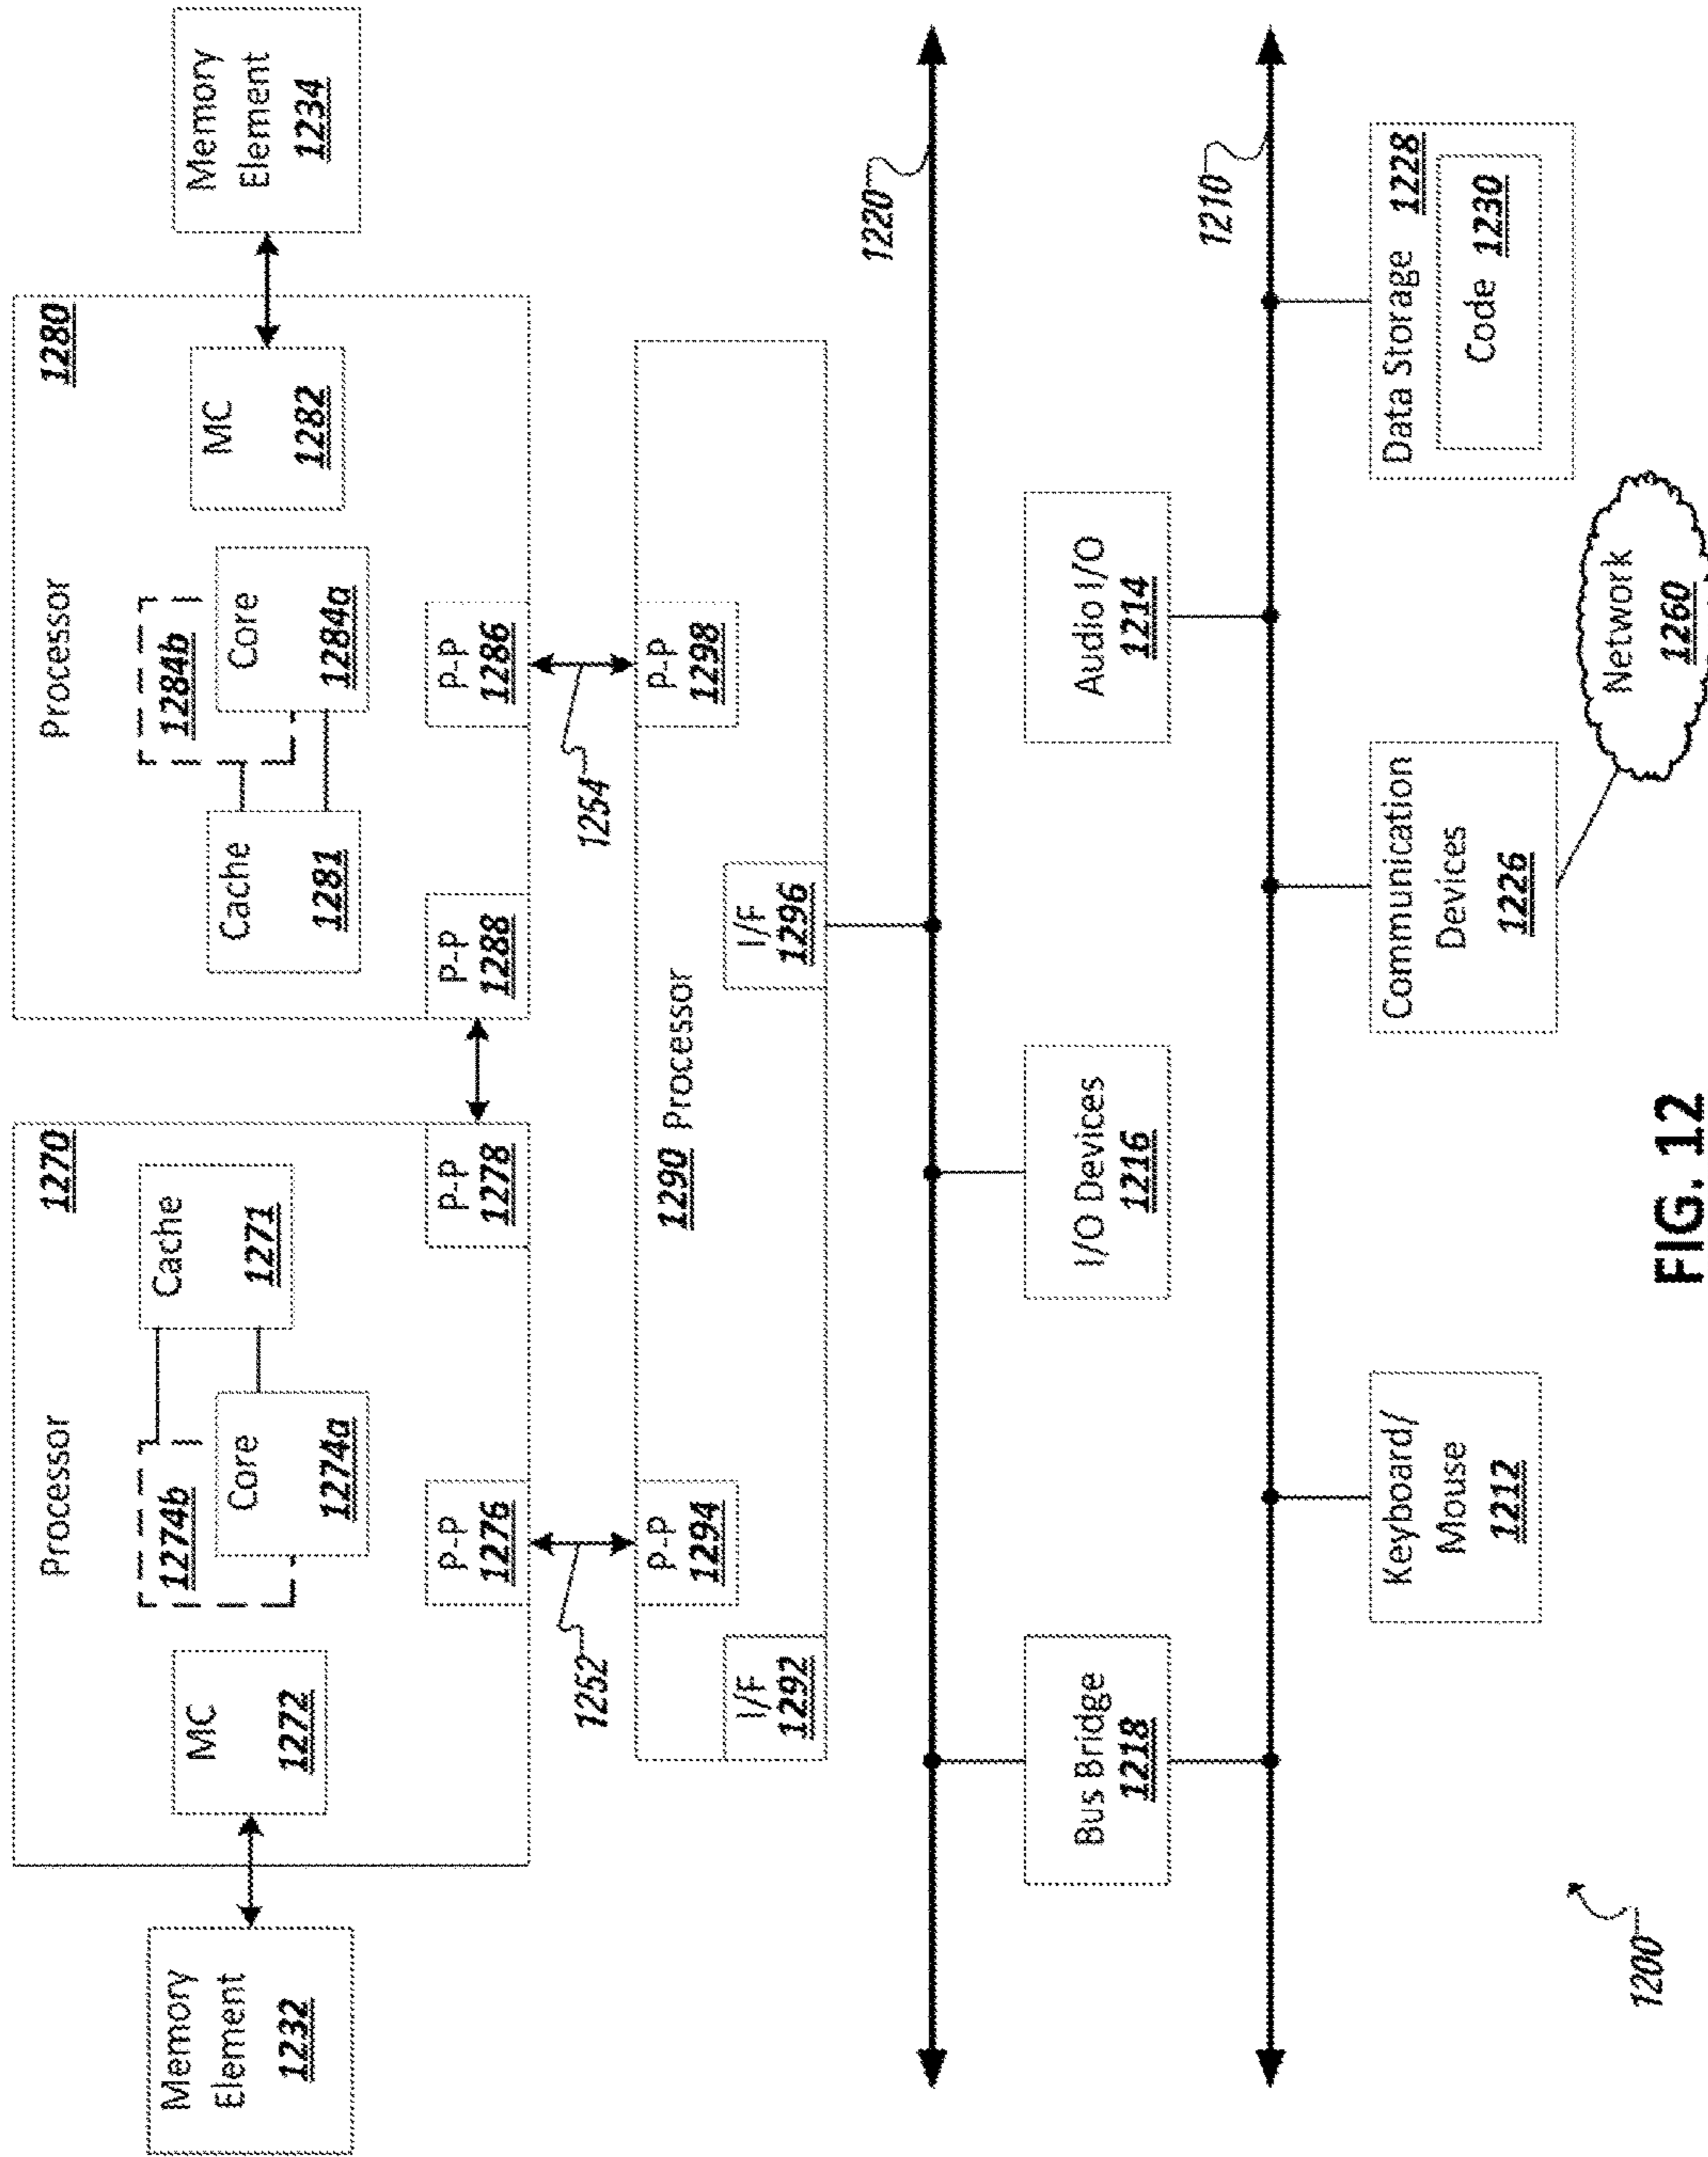 1270
Processor
1280
Processor
Memory
Element
1232
MC
1272
1274b
Core
1274a
Cache
1271
Cache
1281
1284b
Core
1284a
MC
1282
Memory
Element
1234
P-P
1276
P-P
1278
P-P
1288
P-P
1286
1252
1254
P-P
1294
1290 Processor
P-P
1298
I/F
1292
I/F
1296
1220
Bus Bridge
1218
I/O Devices
1216
Audio I/O
1214
1210
Keyboard/
Mouse
1212
Communication
Devices
1226
Data Storage 1228
Code 1230
Network
1260
1200
FIG. 12